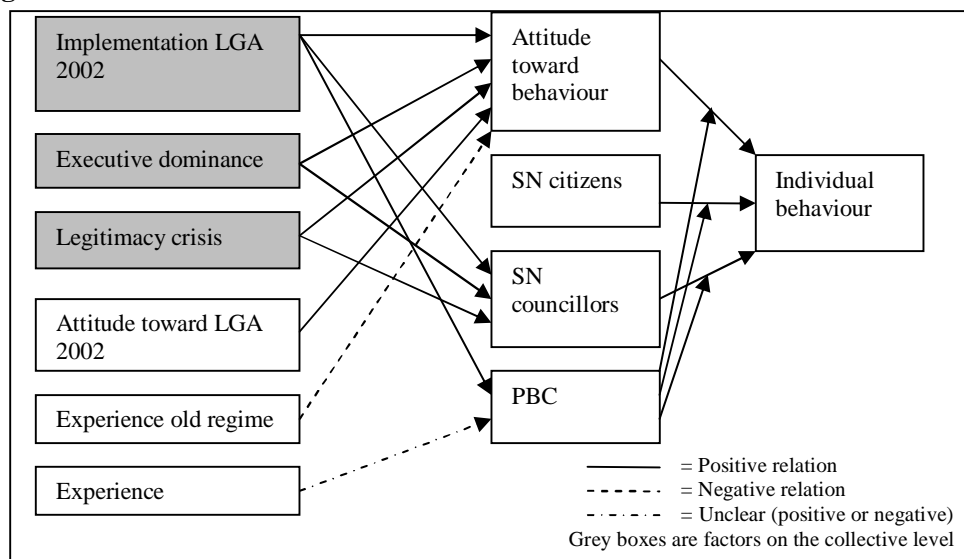 Implementation LGA
2002
Executive dominance
Legitimacy crisis
Attitude toward LGA
2002
Experience old regime
Experience
Attitude
toward
behaviour
SN citizens
SN
councillors
PBC
Individual
behaviour
= Positive relation
= Negative relation
= Unclear (positive or negative)
Grey boxes are factors on the collective level